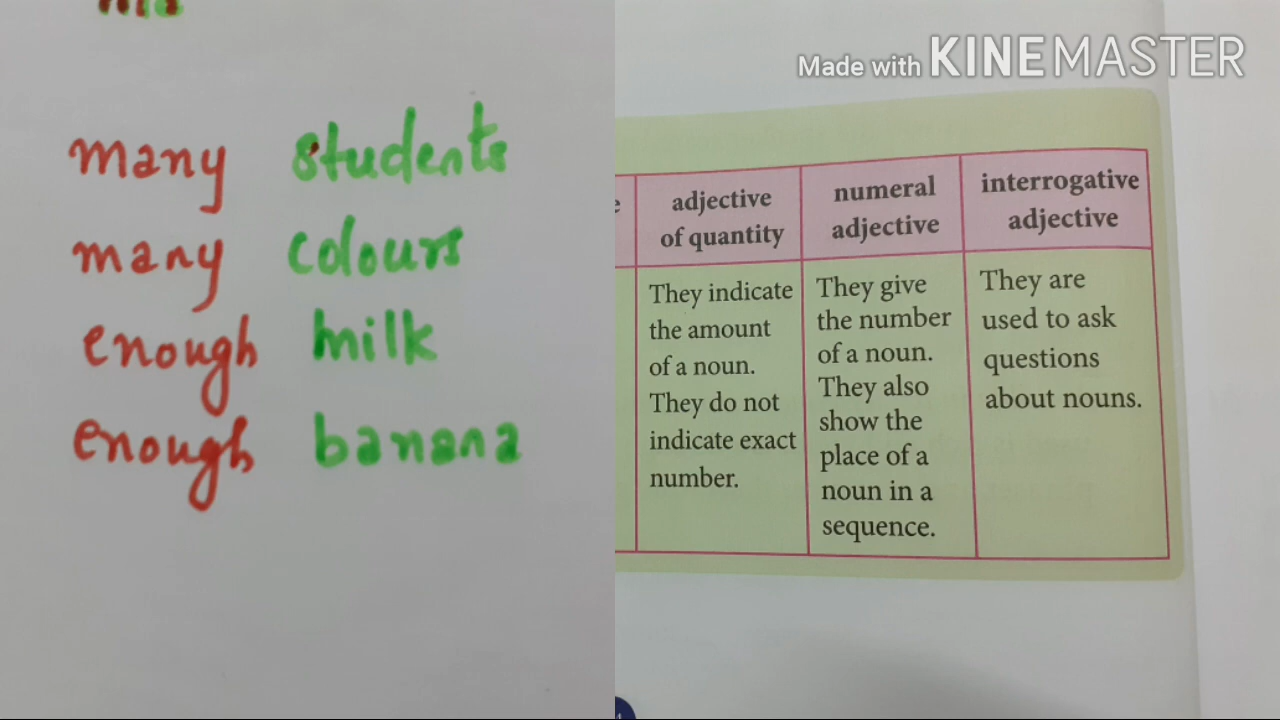 many students
many colours
enough milk
enough banana
Made with KINEMASTER
e
adjective
of quantity
numeral
adjective
interrogative
adjective
They indicate
the amount
of a noun.
They do not
indicate exact
number.
They give
the number
of a noun.
They also
show the
place of a
noun in a
sequence.
They are
used to ask
questions
about nouns.